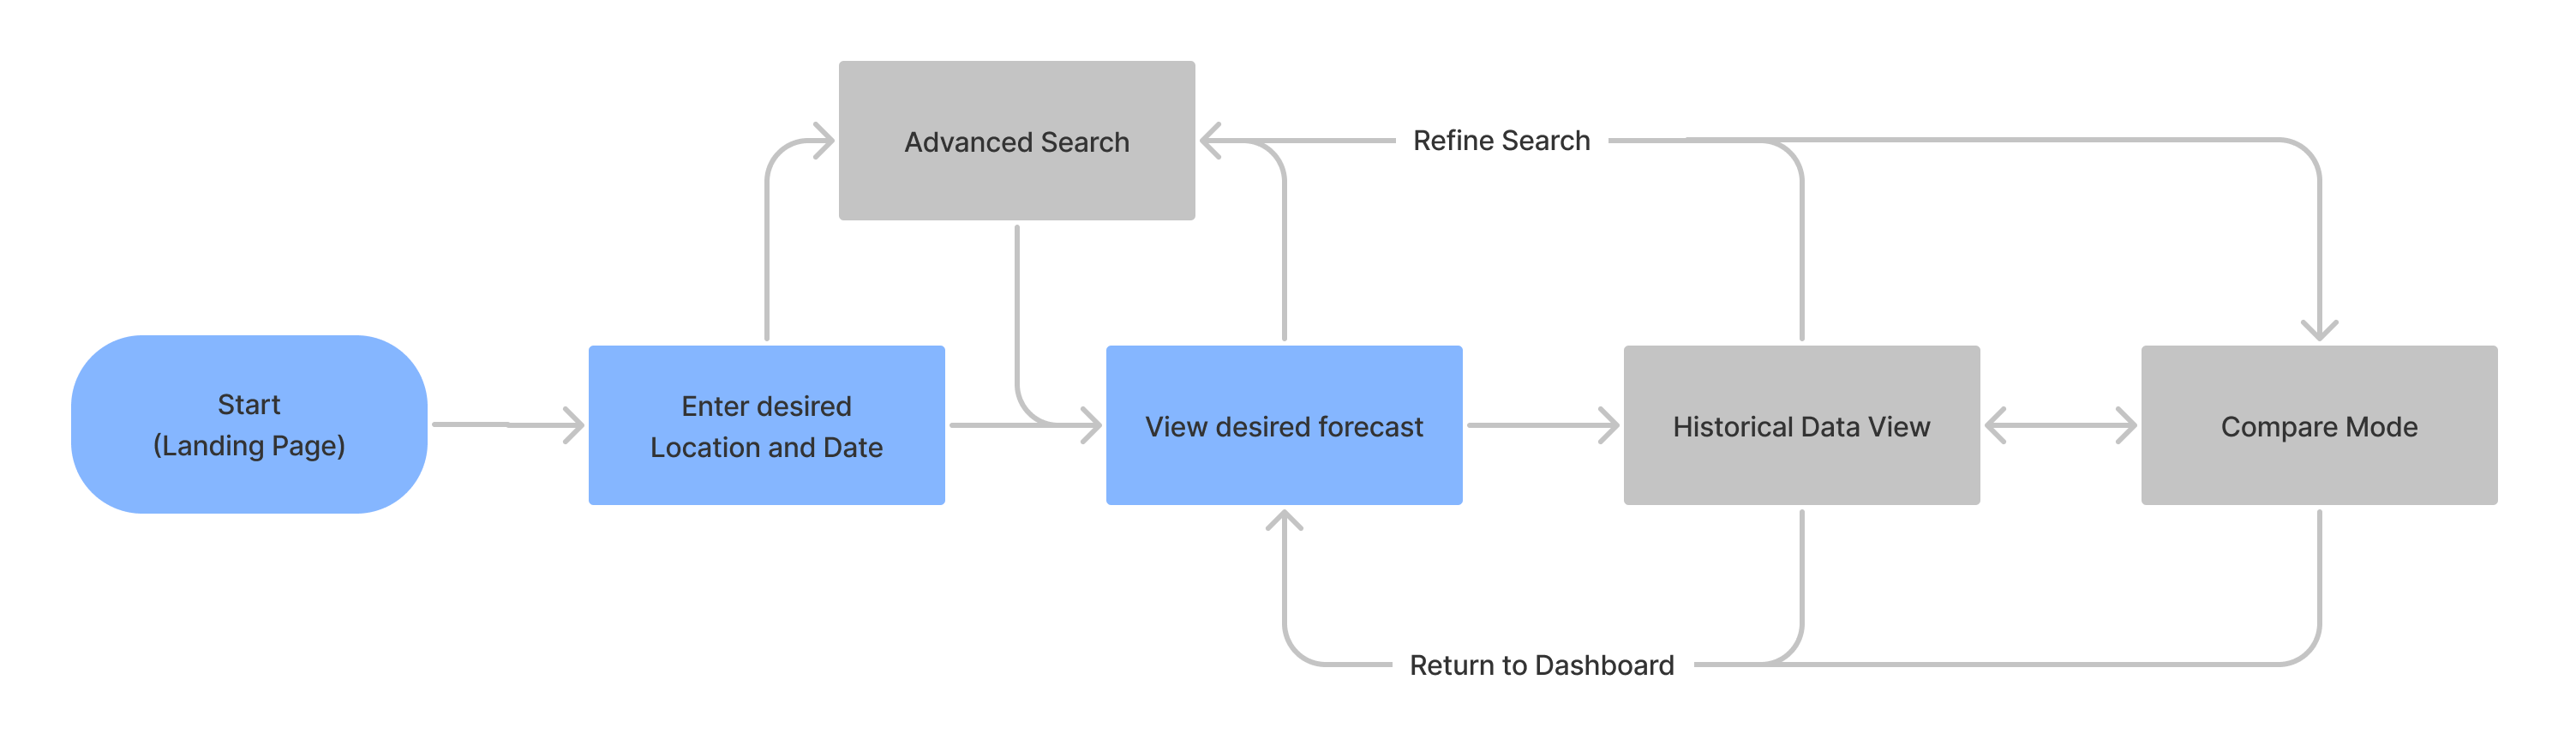 Advanced Search
Refine Search
Start
(Landing Page)
Enter desired
Location and Date
View desired forecast
Historical Data View
Compare Mode
Return to Dashboard